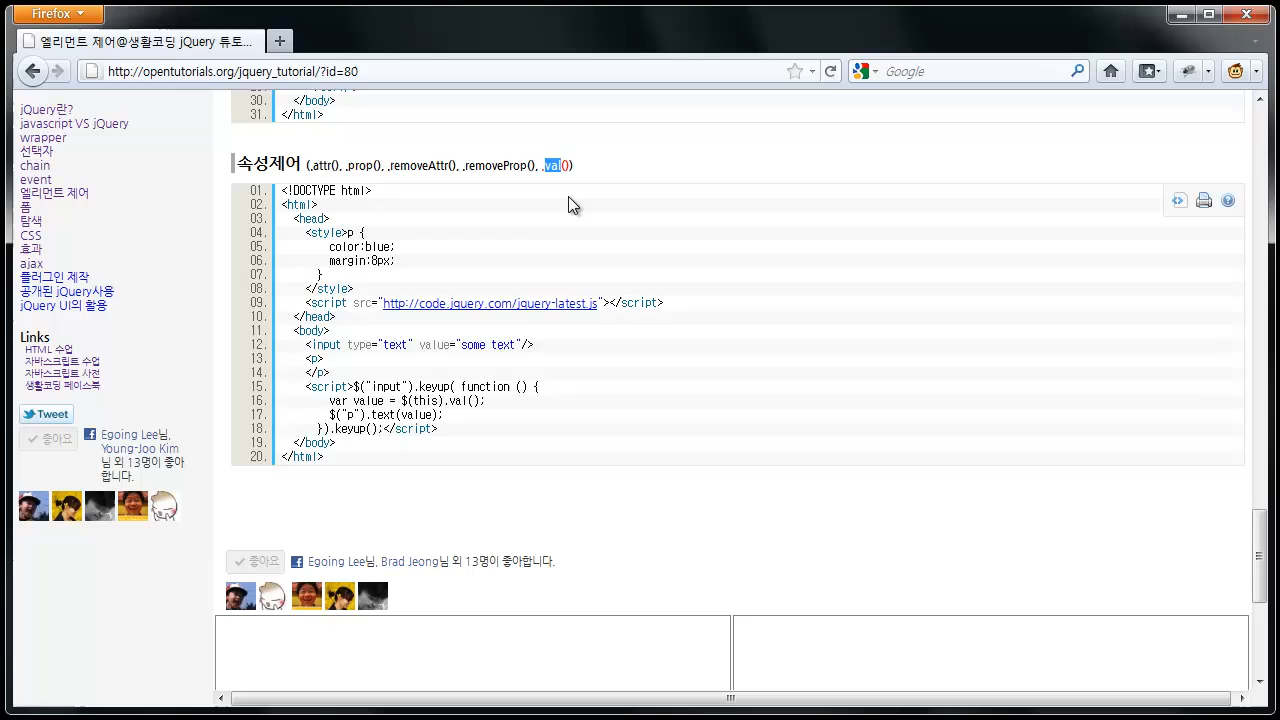 Firefox
엘리먼트 제어@생활코딩 jQuery 튜토...
http://opentutorials.org/jquery_tutorial/?id=80
Google
jQuery란?
javascript VS jQuery
wrapper
선택자
chain
event
엘리먼트 제어
폼
탐색
CSS
효과
ajax
플러그인 제작
공개된 jQuery사용
jQuery UI의 활용
Links
HTML 수업
자바스크립트 수업
자바스크립트 사전
생활코딩 페이스북
Tweet
좋아요
Egoing Lee님,
Young-Joo Kim
님 외 13명이 좋아
합니다.
30. </body>
31. </html>
속성제어 (.attr(), .prop(), .removeAttr(), .removeProp(), .val())
01. <!DOCTYPE html>
02. <html>
03. <head>
04. <style>p {
05. color:blue;
06. margin:8px;
07. }
08. </style>
09. <script src="http://code.jquery.com/jquery-latest.js"></script>
10. </head>
11. <body>
12. <input type="text" value="some text"/>
13. <p>
14. </p>
15. <script>$("input").keyup( function () {
16. var value = $(this).val();
17. $("p").text(value);
18. }).keyup();</script>
19. </body>
20. </html>
좋아요
Egoing Lee님, Brad Jeong님 외 13명이 좋아합니다.